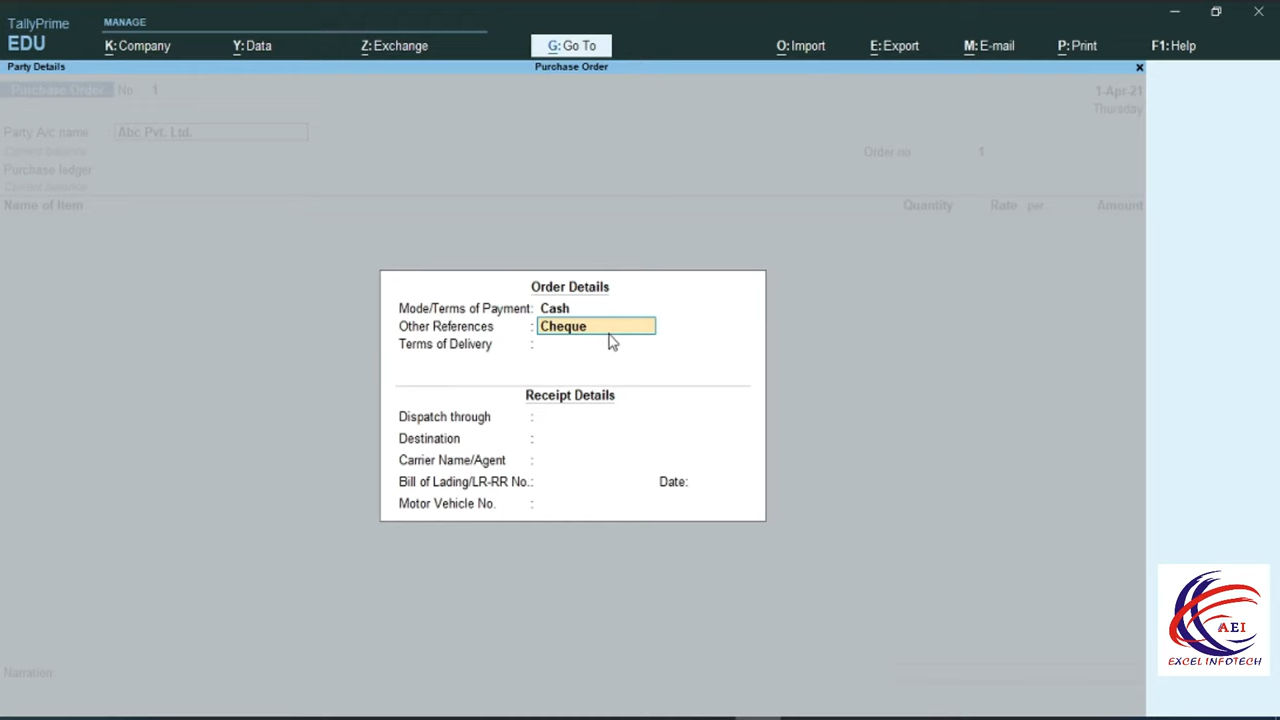 TallyPrime
EDU
MANAGE
K: Company
Y: Data
Z: Exchange
G: Go To
O: Import
E: Export
M: E-mail
P: Print
F1: Help
Party Details
Purchase Order
x
Purchase Order No. 1
1-Apr-21
Thursday
Party A/c name : Abc Pvt. Ltd.
Current balance
Order no 1
Purchase ledger
Current balance
Name of Item Quantity Rate per Amount
Order Details
Mode/Terms of Payment: Cash
Other References : Cheque
Terms of Delivery :
Receipt Details
Dispatch through :
Destination :
Carrier Name/Agent :
Bill of Lading/LR-RR No.: Date:
Motor Vehicle No. :
Narration
AEI
EXCEL INFOTECH